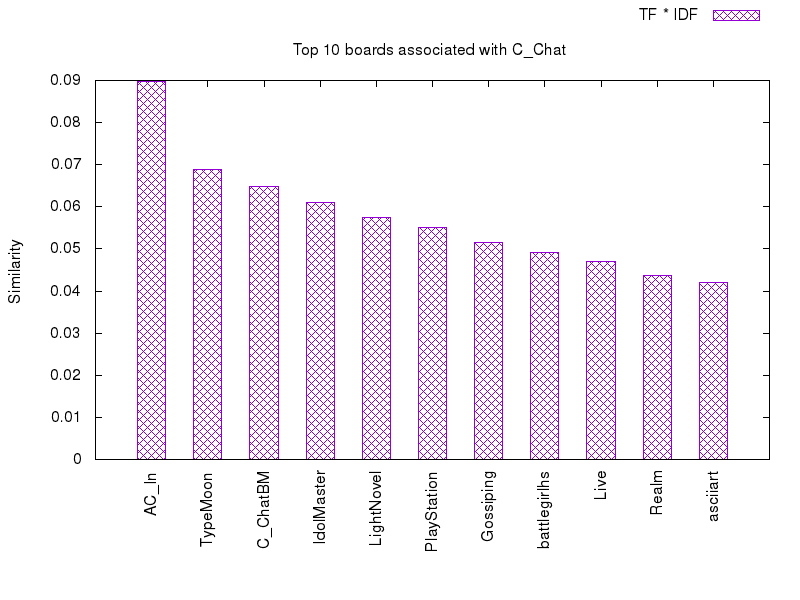 TF * IDF
Top 10 boards associated with C_Chat
0.09
0.08
0.07
0.06
0.05
0.04
0.03
0.02
0.01
0
Similarity
AC_In
TypeMoon
C_ChatBM
IdolMaster
LightNovel
PlayStation
Gossiping
battlegirlhs
Live
Realm
asciiart